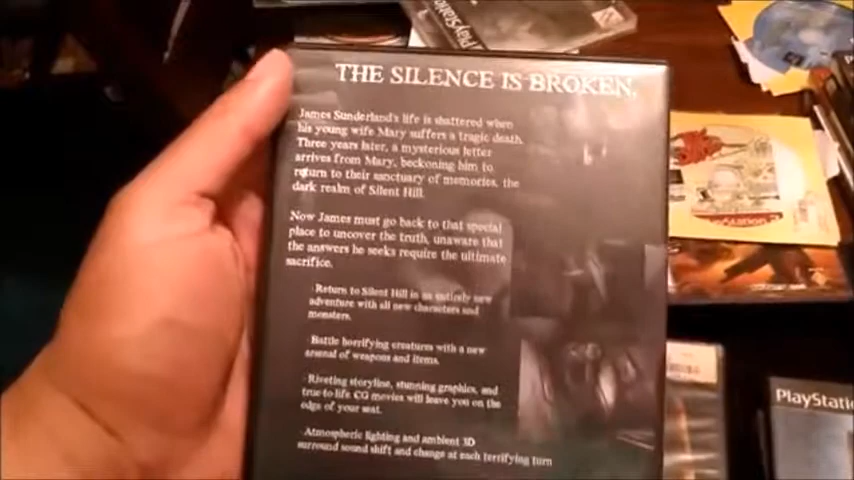 THE SILENCE IS BROKEN.
James Sunderland's life is shattered when
his young wife Mary suffers a tragic death.
Three years later, a mysterious letter
arrives from Mary, beckoning him to
return to their sanctuary of memories, the
dark realm of Silent Hill.
Now James must go back to that special
place to uncover the truth, unaware that
the answers he seeks require the ultimate
sacrifice.
·Return to Silent Hill in an entirely new
adventure with all new characters and
monsters.
·Battle horrifying creatures with a new
arsenal of weapons and items.
·Riveting storyline, stunning graphics, and
true to life CG movies will leave you on the
edge of your seat.
·Atmospheric lighting and ambient 3D
surround sound shift and change at each terrifying turn
PlayStation
PlayStation 2
PlayStati